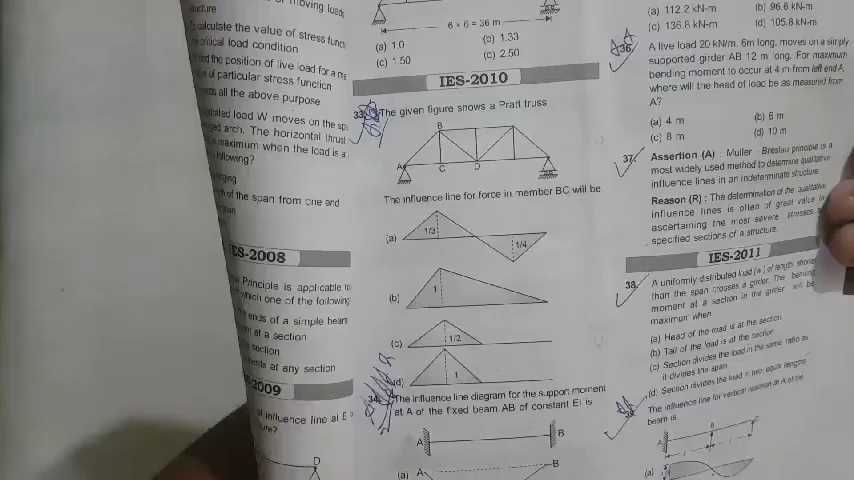 moving loads
calculate the value of stress
critical load condition
the position of live load for a
of particular stress function
all the above purpose
load W moves on the
arch. The horizontal thrust
maximum when the load is
following?
of the span from one end
IES-2008
Principle is applicable to
which one of the following
ends of a simple beam
at a section
section
at any section
2009
influence line at
D
6 × 6 = 36 m
(a) 1.0 (b) 1.33
(c) 1.50 (c) 2.50
IES-2010
33. The given figure shows a Pratt truss
B
A C D
The influence line for force in member BC will be
(a) 1/3 1/4
(b) 1
(c) 1/2
(d) 1
34. The influence line diagram for the support moment
at A of the fixed beam AB of constant EI is
A B
(a) A B
(a) 112.2 kN-m (b) 96.6 kN-m
(c) 136.8 kN-m (d) 105.8 kN-m
36. A live load 20 kN/m, 6m long, moves on a simply
supported girder AB 12 m long. For maximum
bending moment to occur at 4 m from left end A,
where will the head of load be as measured from
A?
(a) 4 m (b) 6 m
(c) 8 m (d) 10 m
37. Assertion (A) : Muller - Breslau principle is a
most widely used method to determine qualitative
influence lines in an indeterminate structure.
Reason (R) : The determination of the qualitative
influence lines is often of great value in
ascertaining the most severe stresses
specified sections of a structure.
IES-2011
38. A uniformly distributed load (w) of length shorter
than the span crosses a girder. The bending
moment at a section in the girder will be
maximum when
(a) Head of the road is at the section
(b) Tail of the load is at the section
(c) Section divides the load in the same ratio as
it divides the span
(d) Section divides the load in two equal lengths
The influence line for vertical reaction at A of the
beam is
A B C
(a)